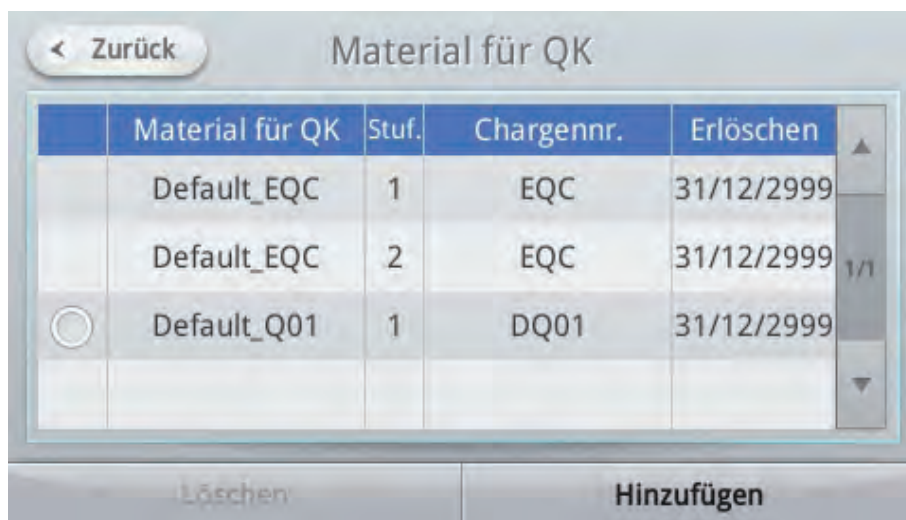 Zurück Material für QK
Material für QK Stuf. Chargennr. Erlöschen
Default_EQC 1 EQC 31/12/2999
Default_EQC 2 EQC 31/12/2999
1/1
Default_Q01 1 DQ01 31/12/2999
Löschen Hinzufügen